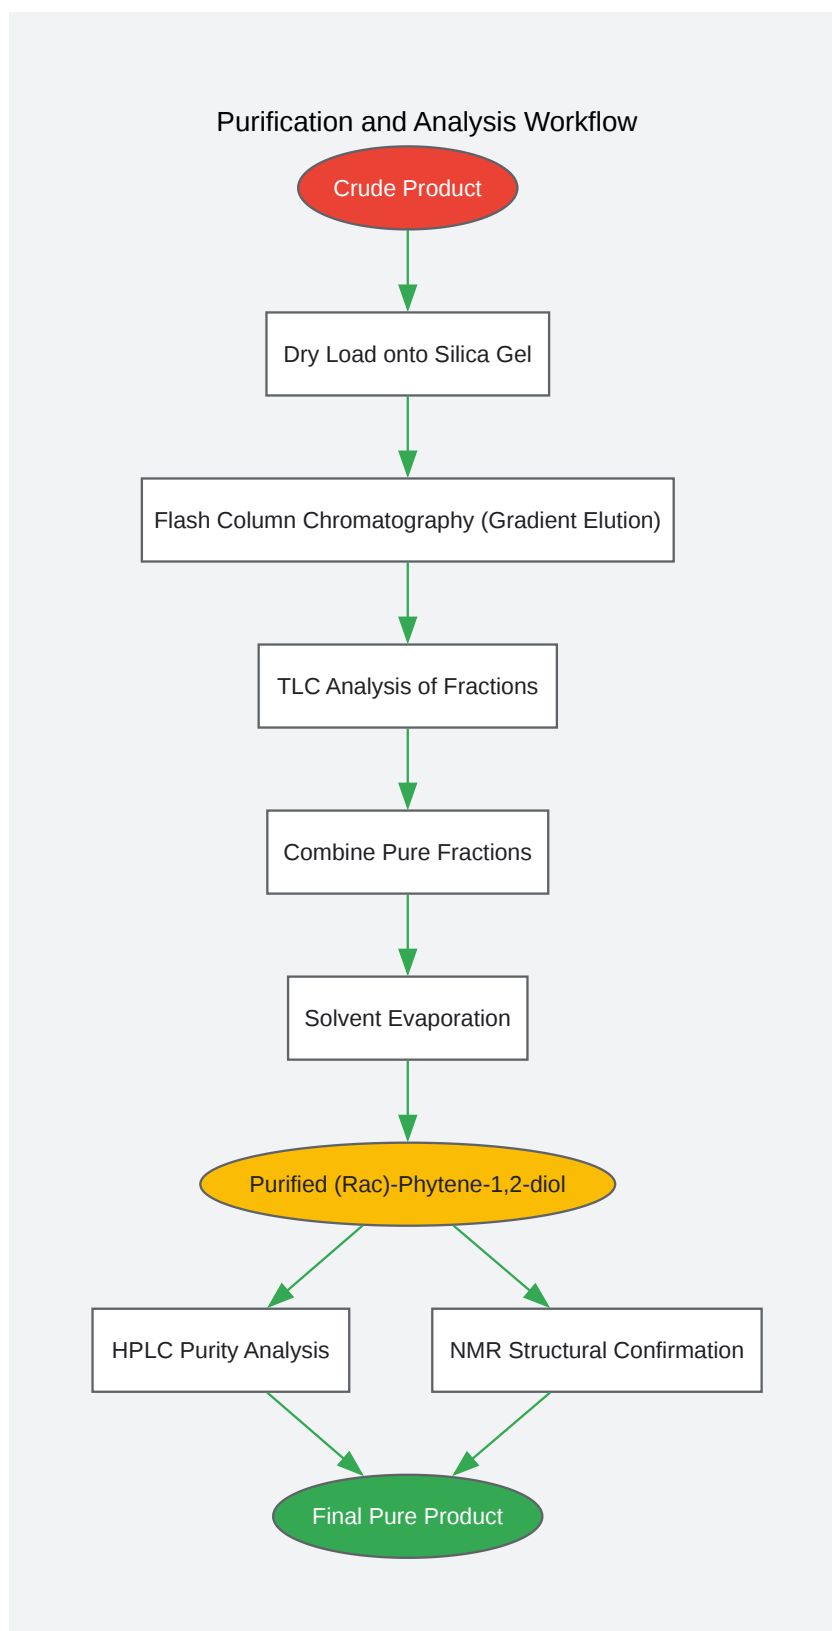 Purification and Analysis Workflow
Crude Product
Dry Load onto Silica Gel
Flash Column Chromatography (Gradient Elution)
TLC Analysis of Fractions
Combine Pure Fractions
Solvent Evaporation
Purified (Rac)-Phytene-1,2-diol
HPLC Purity Analysis
NMR Structural Confirmation
Final Pure Product